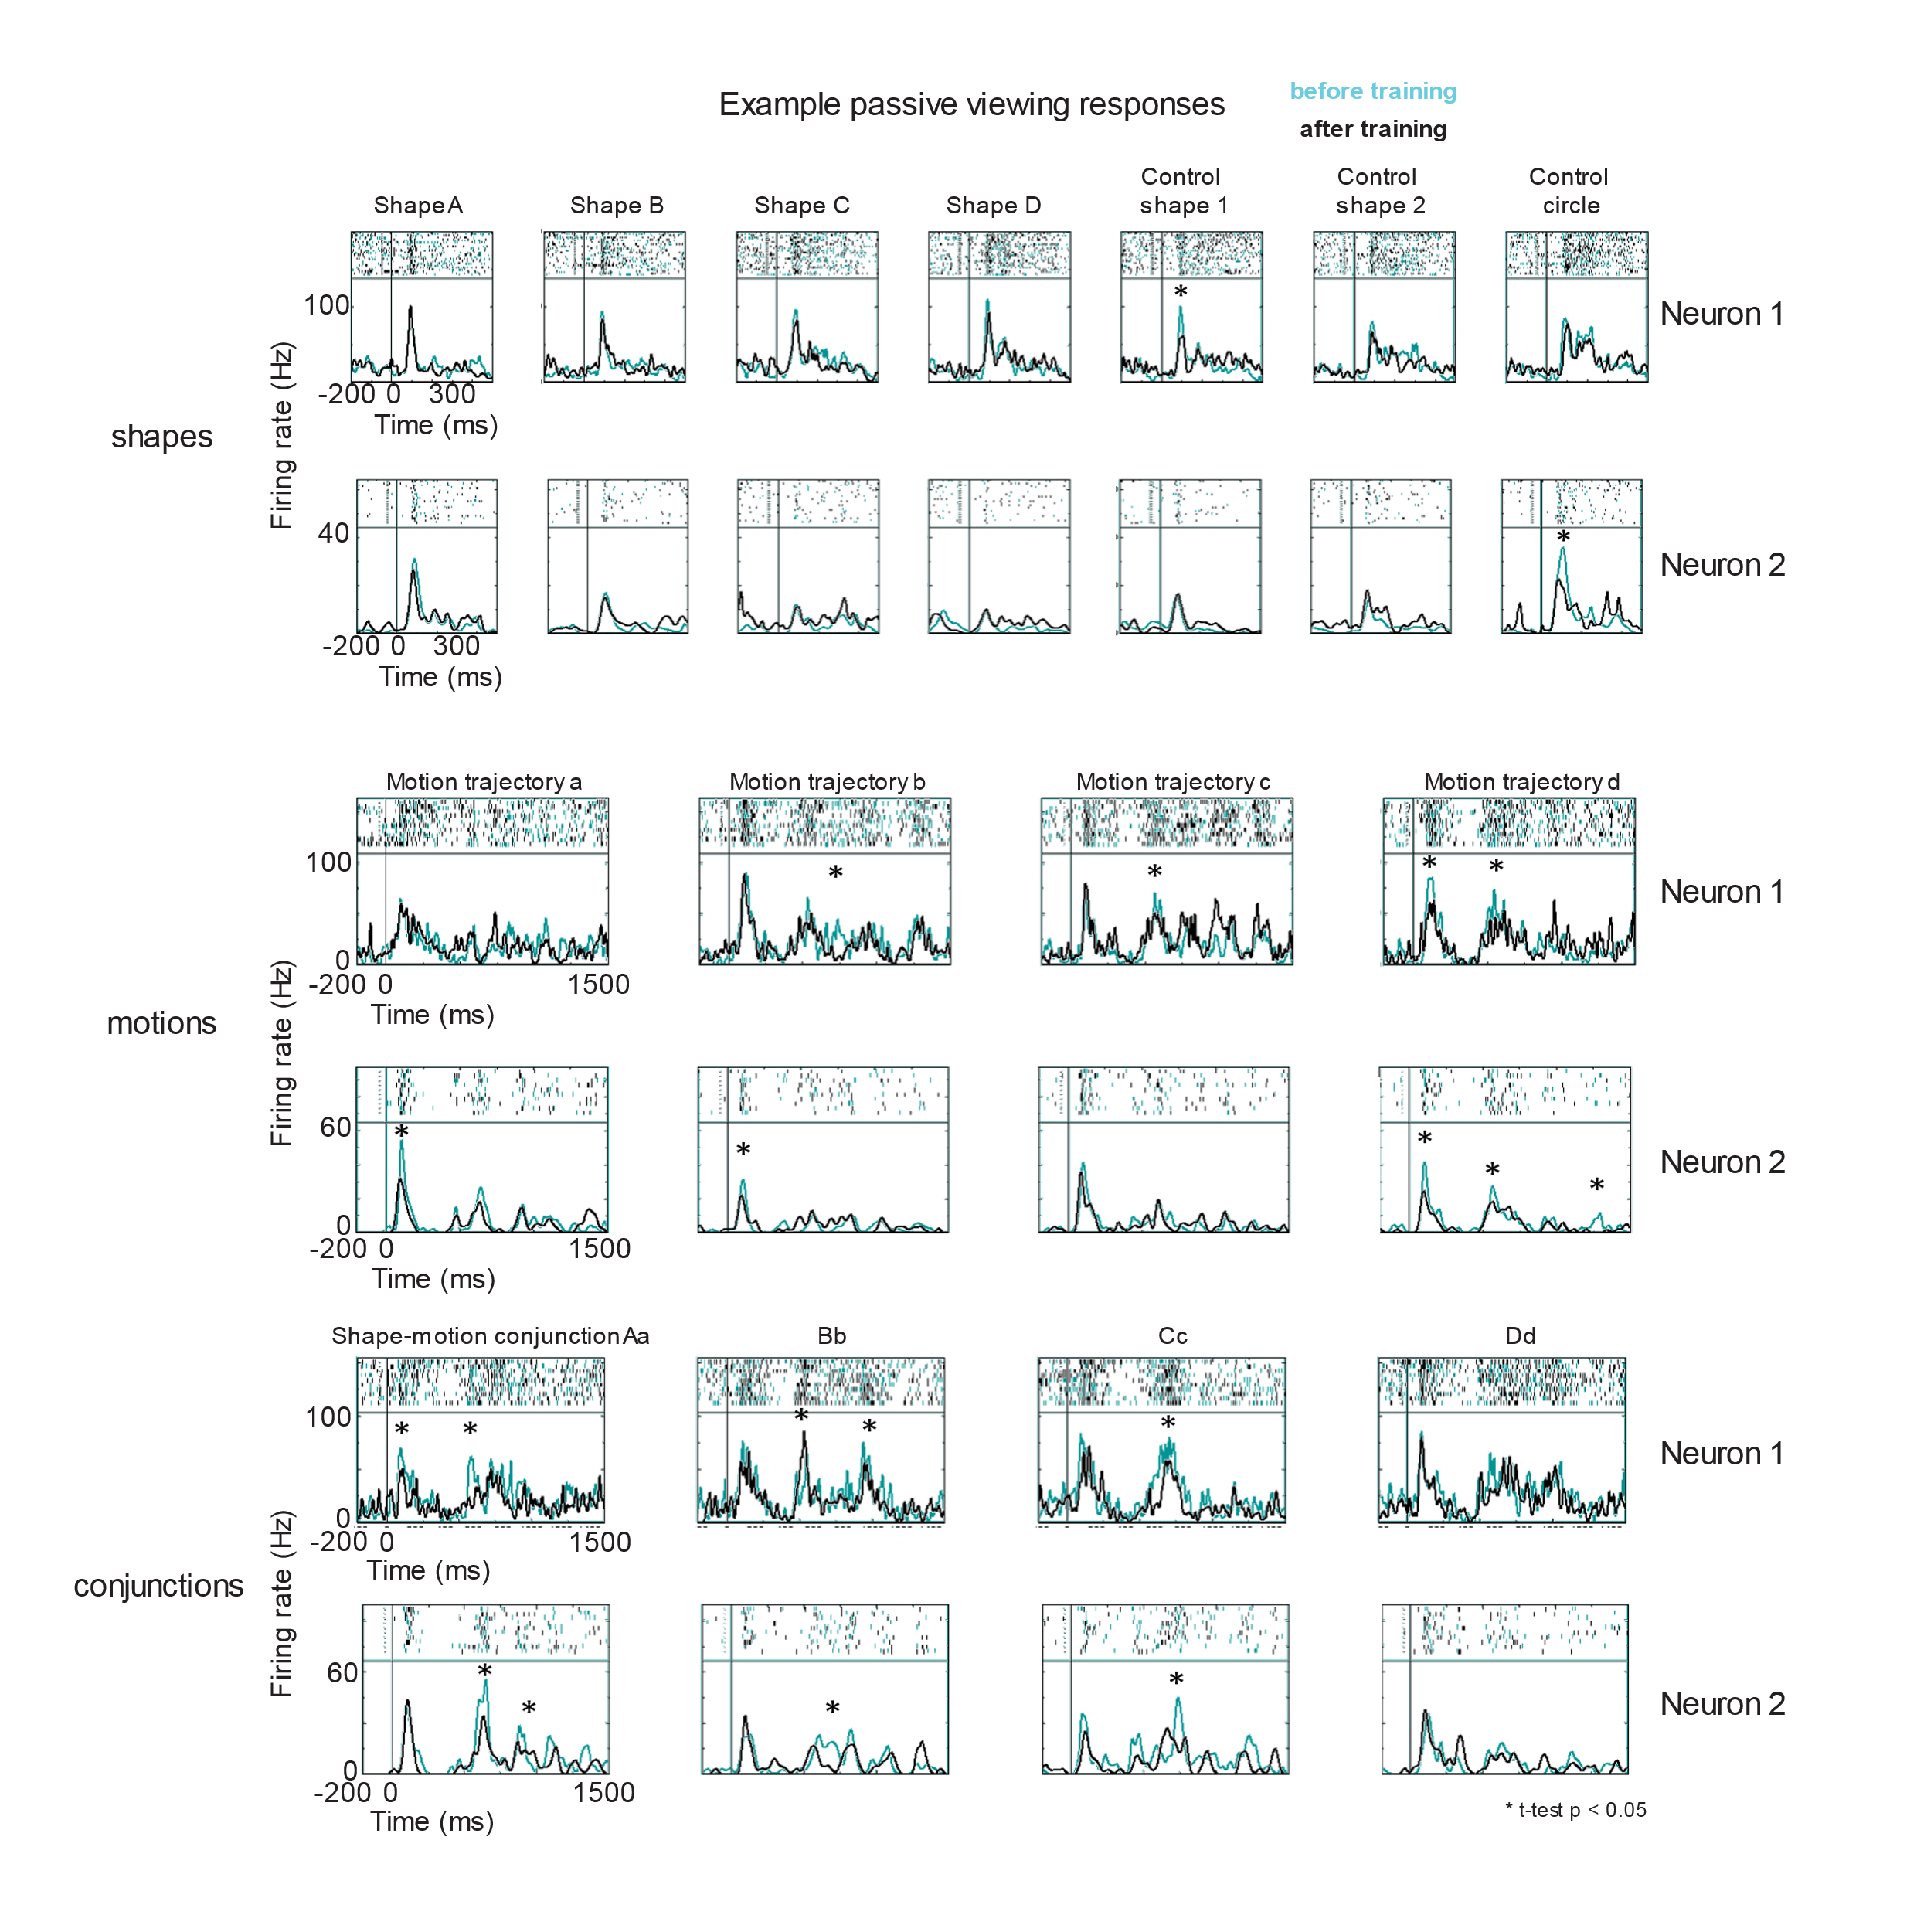 Example passive viewing responses
before training
after training
Shape A
Shape B
Shape C
Shape D
Control
shape 1
Control
shape 2
Control
circle
*
100
Neuron 1
-200 0 300
Time (ms)
shapes
Firing rate (Hz)
40
*
Neuron 2
-200 0 300
Time (ms)
Motion trajectory a
Motion trajectory b
Motion trajectory c
Motion trajectory d
100
* * * *
Neuron 1
0
-200 0 1500
Time (ms)
motions
Firing rate (Hz)
60
* * * * *
Neuron 2
0
-200 0 1500
Time (ms)
Shape-motion conjunction Aa
Bb
Cc
Dd
100
* * * * *
Neuron 1
0
-200 0 1500
Time (ms)
conjunctions
Firing rate (Hz)
60
* * * *
Neuron 2
0
-200 0 1500
Time (ms)
* t-test p < 0.05